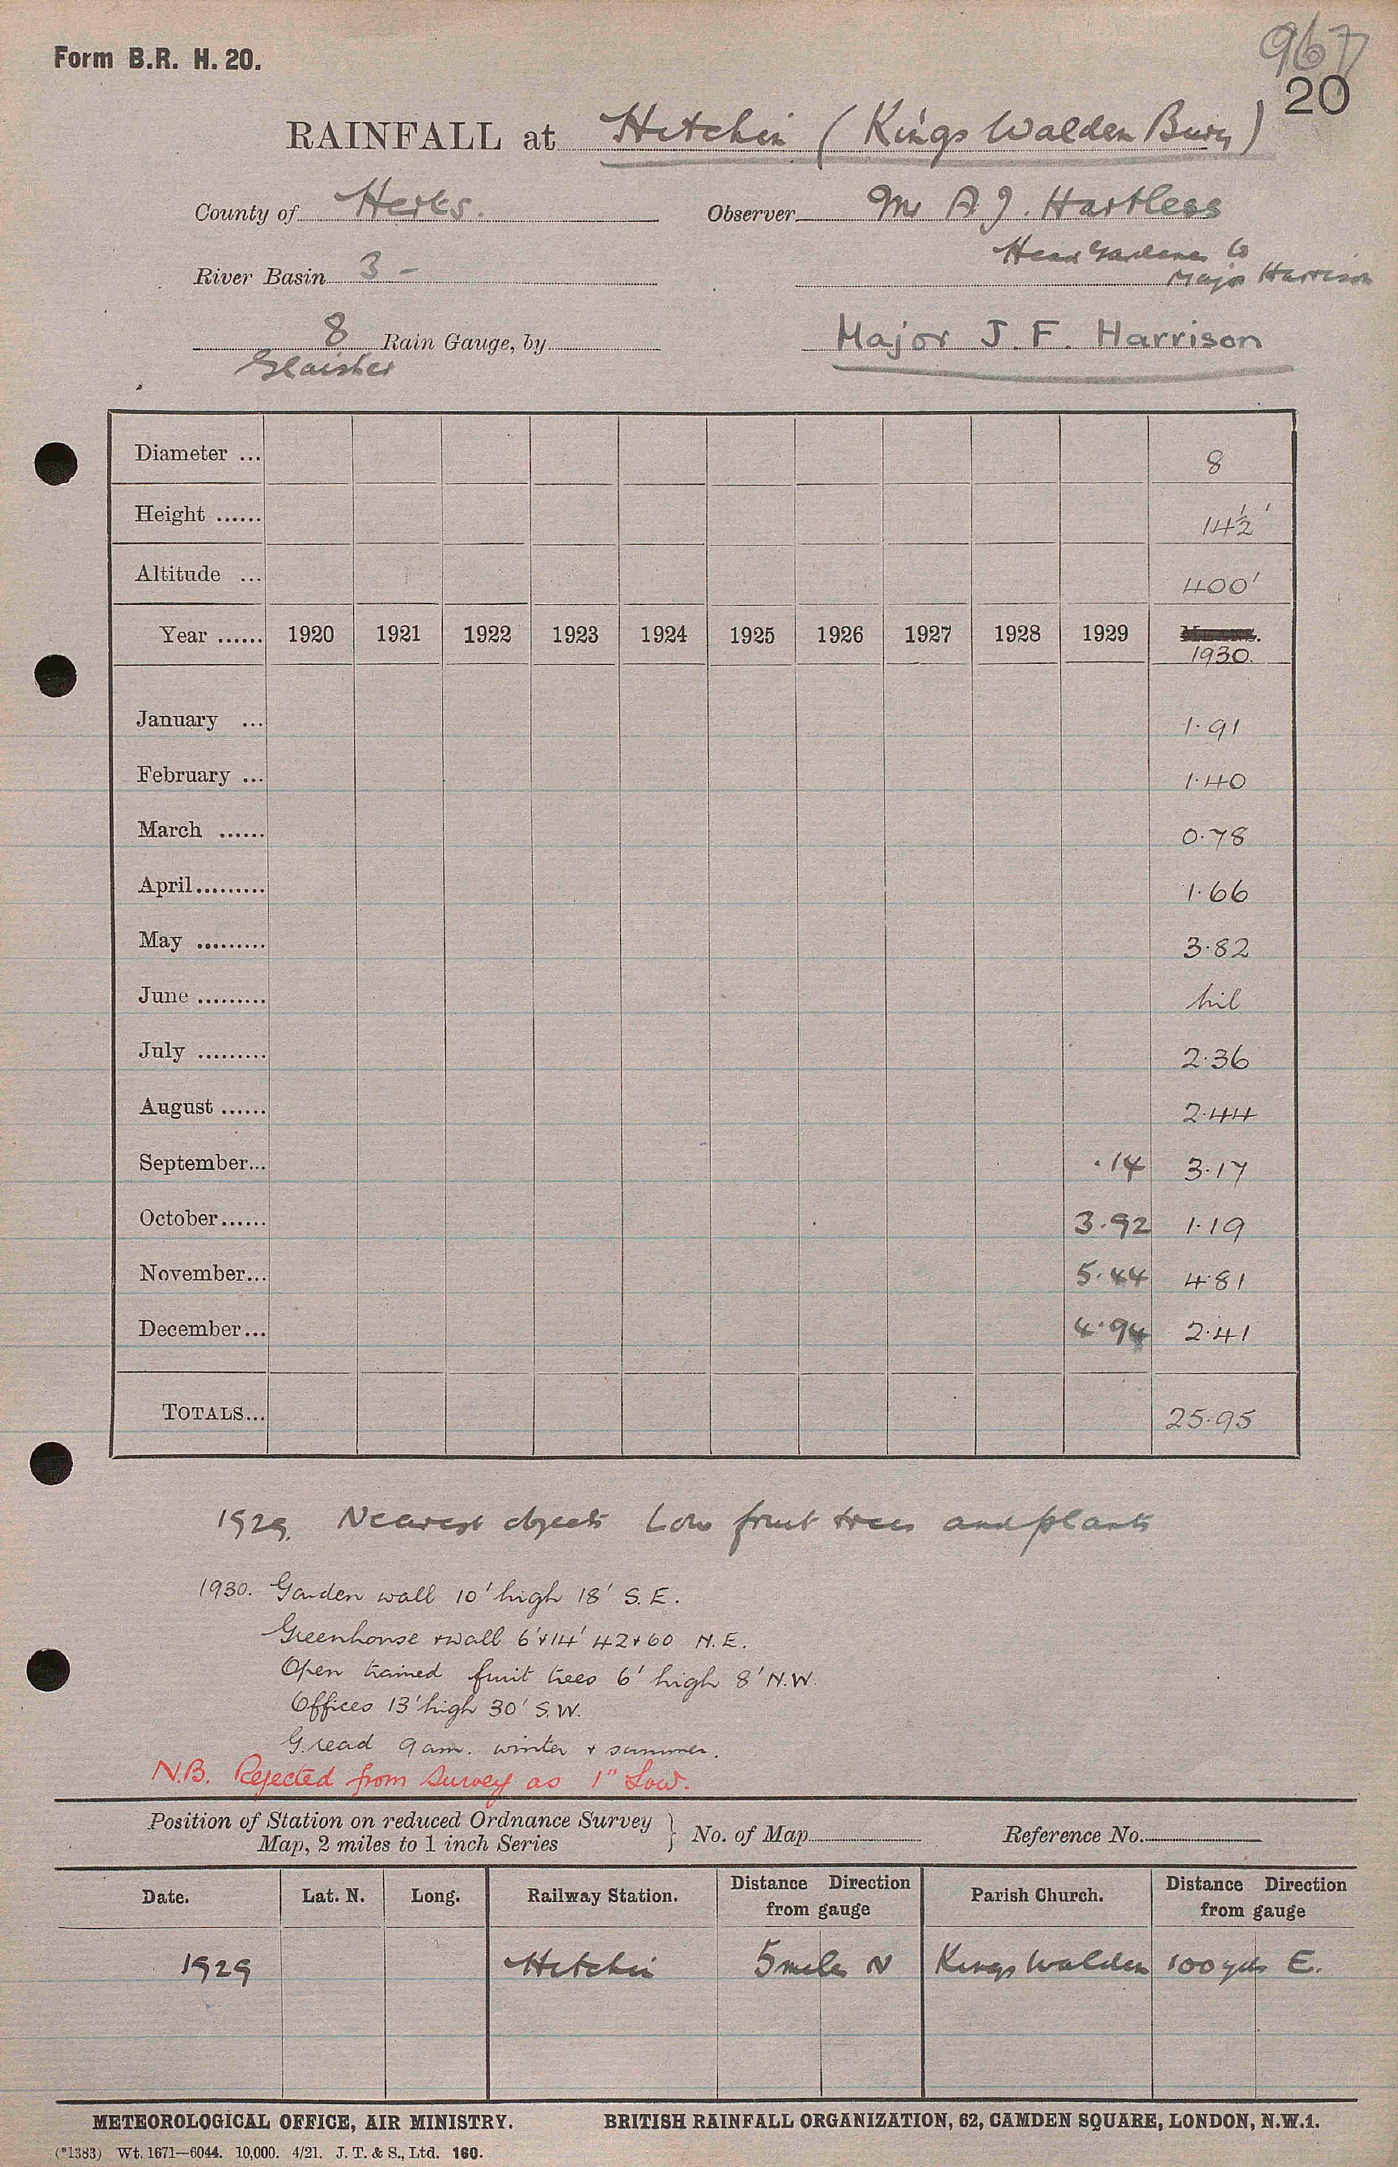 967
Form B.R. H. 20.
20
RAINFALL at Hitchin (Kings Walden Bury)
County of Herts. Observer Mr A. J. Hartless
Head Gardener to
River Basin 3 - Major Harrison
8 Rain Gauge, by Major J. F. Harrison
Glaisher
Diameter ... 8
Height ...... 14½'
Altitude ... 400'
Year ...... 1920 1921 1922 1923 1924 1925 1926 1927 1928 1929
1930.
January ... 1.91
February ... 1.40
March ...... 0.78
April......... 1.66
May ......... 3.82
June ......... nil
July ......... 2.36
August ...... 2.44
September... .14 3.17
October...... 3.92 1.19
November... 5.44 4.81
December... 4.94 2.41
TOTALS... 25.95
1929. Nearest objects Low fruit trees and plants
1930. Garden wall 10' high 18' S.E.
Greenhouse + wall 6' + 14' 42 + 60 N.E.
Open trained fruit trees 6' high 8' N.W.
Offices 13' high 30' S.W.
G. read 9 am. winter + summer.
N.B. Rejected from Survey as 1" Low.
Position of Station on reduced Ordnance Survey
Map, 2 miles to 1 inch Series } No. of Map Reference No.
Date. Lat. N. Long. Railway Station. Distance Direction from gauge Parish Church. Distance Direction from gauge
1929 Hitchin 5 miles N Kings Walden 100 yds E.
METEOROLOGICAL OFFICE, AIR MINISTRY. BRITISH RAINFALL ORGANIZATION, 62, CAMDEN SQUARE, LONDON, N.W.1.
(*1383) Wt. 1671—6044. 10,000. 4/21. J. T. & S., Ltd. 160.